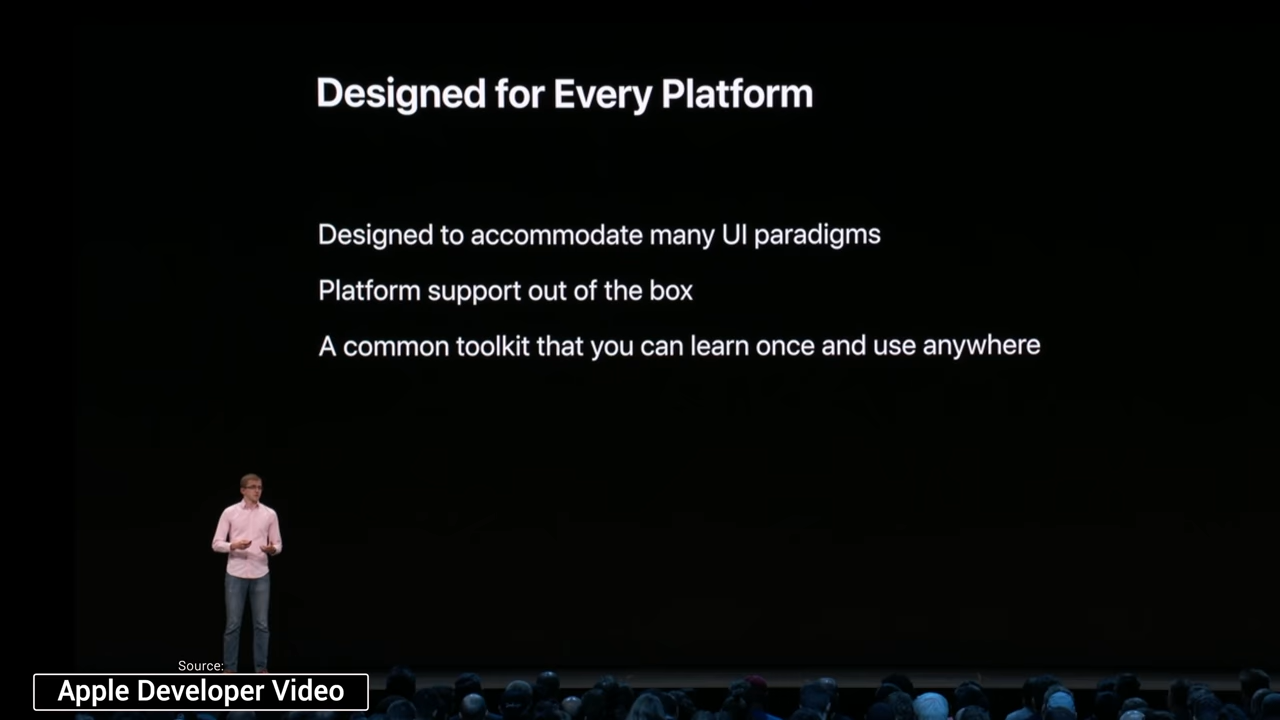 Designed for Every Platform
Designed to accommodate many UI paradigms
Platform support out of the box
A common toolkit that you can learn once and use anywhere
Source:
Apple Developer Video